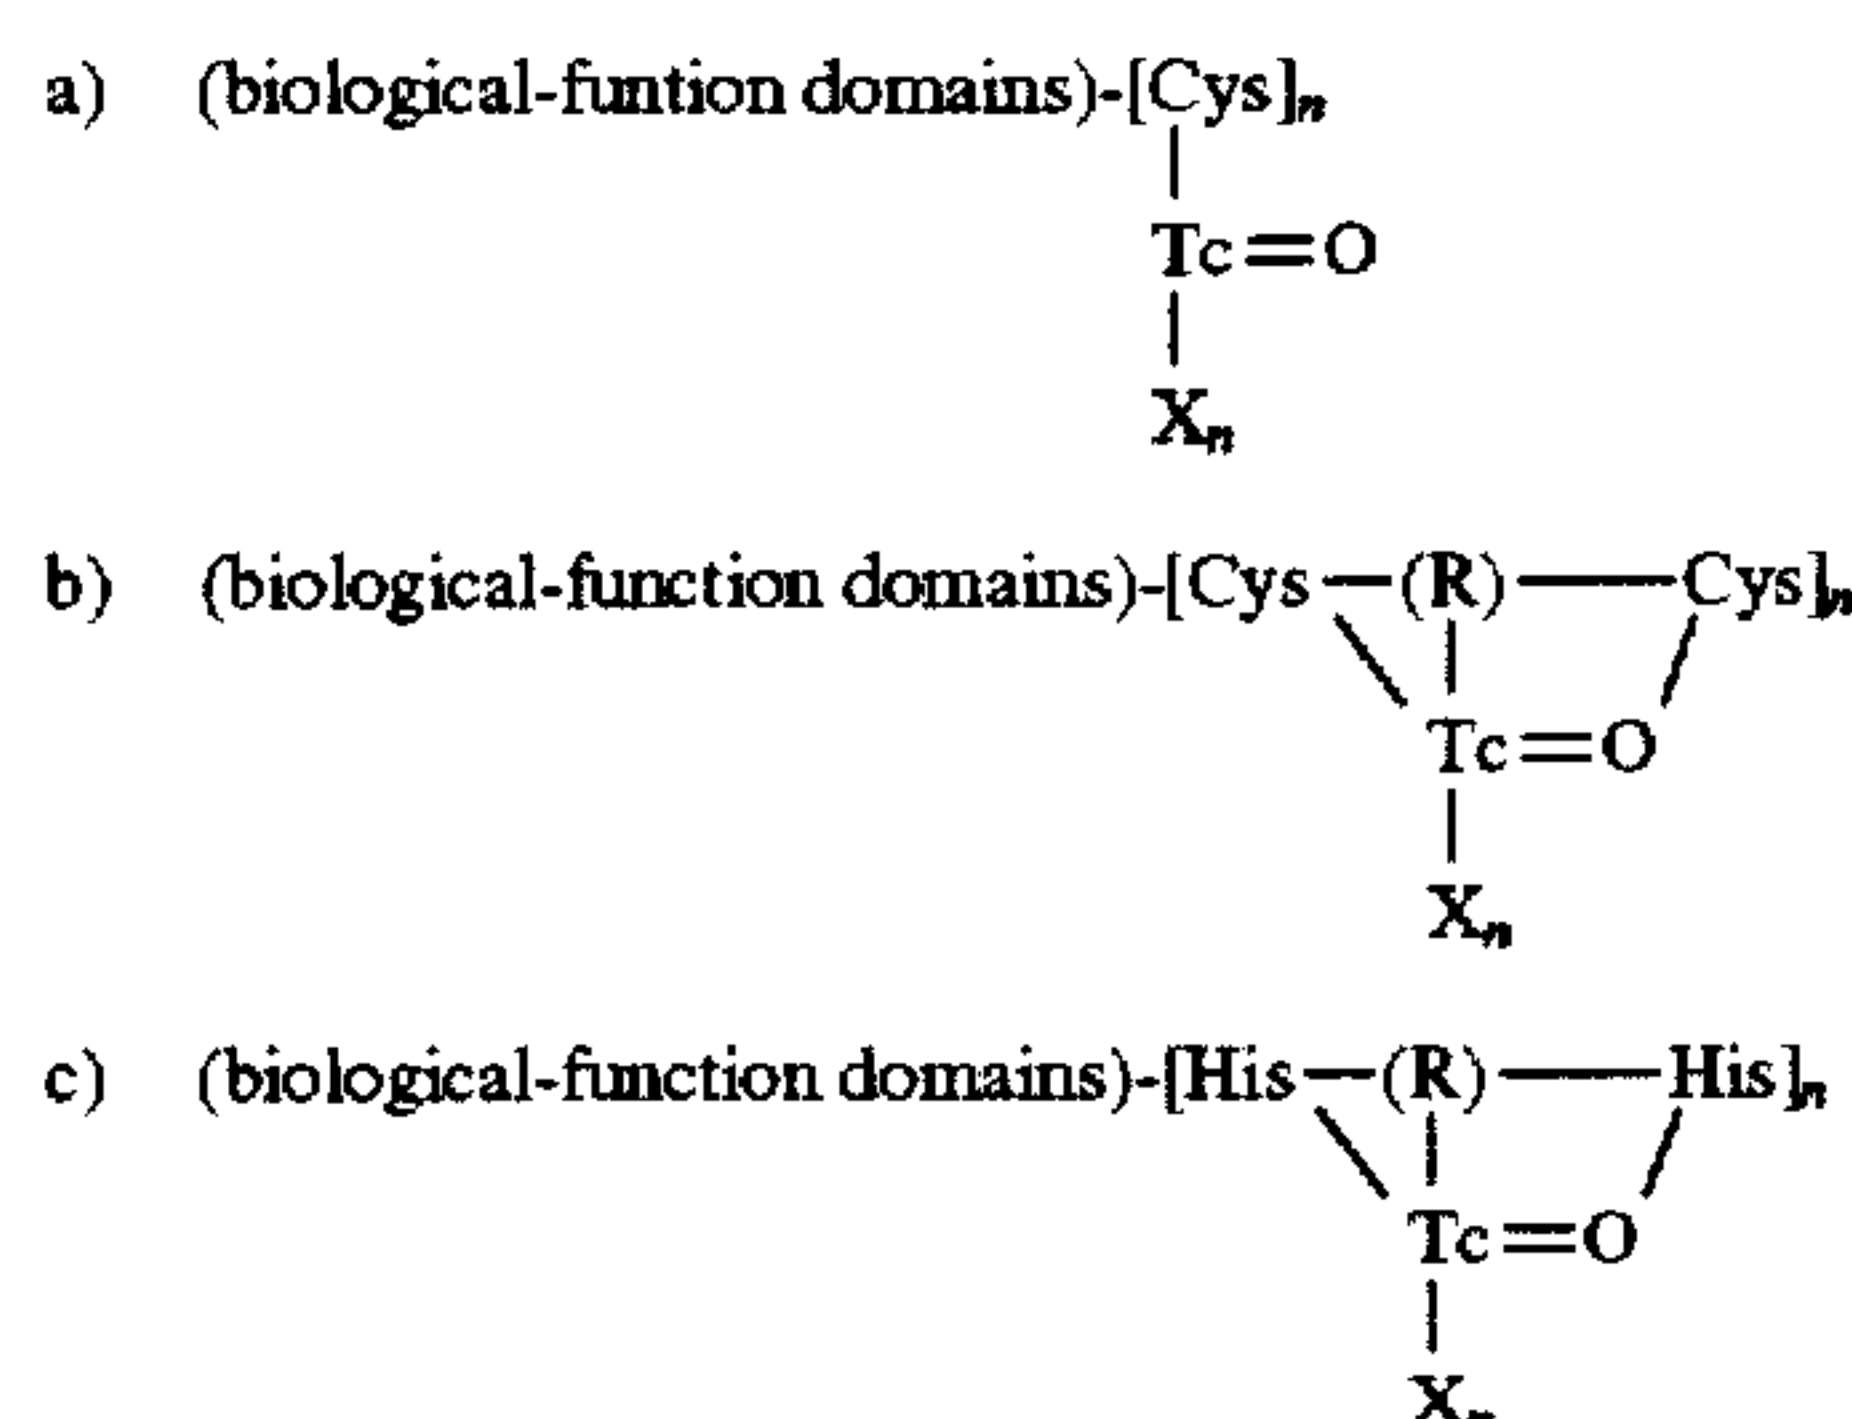 a) (biological-funtion domains)-[Cys]n
Tc=O
Xn
b) (biological-function domains)-[Cys—(R)—Cys]n
Tc=O
Xn
c) (biological-function domains)-[His—(R)—His]n
Tc=O
Xn